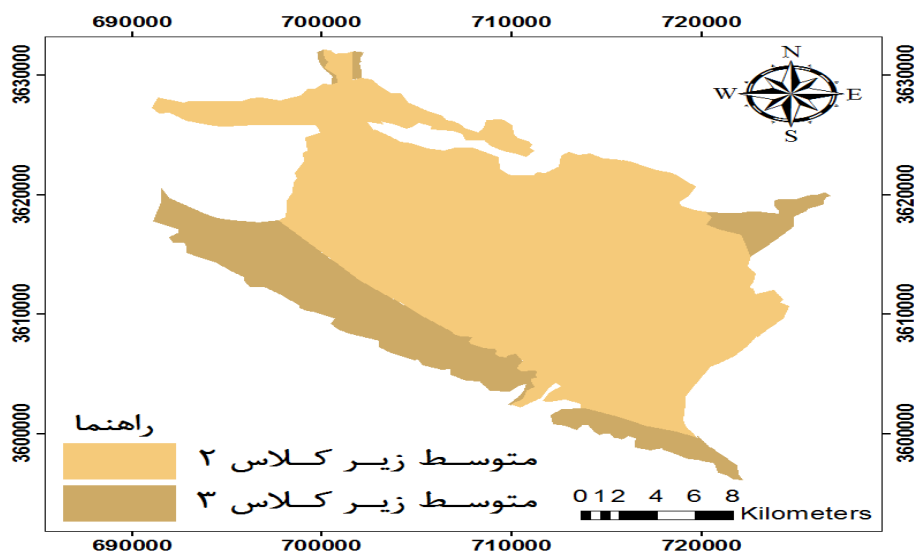 690000 700000 710000 720000
3630000 3630000
3620000 3620000
3610000 3610000
3600000 3600000
N
W E
S
راهنما
متوسط زیر کلاس ۲
متوسط زیر کلاس ۳
0 1 2 4 6 8
Kilometers
690000 700000 710000 720000